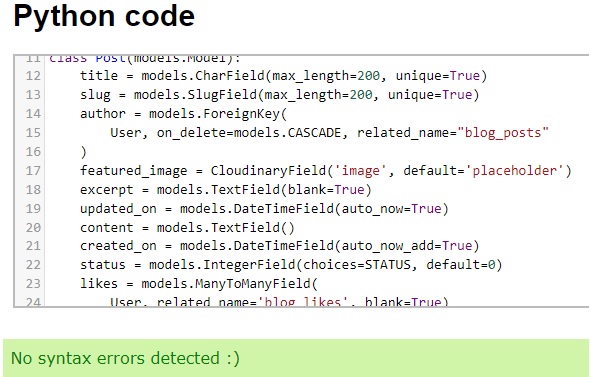 Python code
11 class Post(models.Model):
12 title = models.CharField(max_length=200, unique=True)
13 slug = models.SlugField(max_length=200, unique=True)
14 author = models.ForeignKey(
15 User, on_delete=models.CASCADE, related_name="blog_posts"
16 )
17 featured_image = CloudinaryField('image', default='placeholder')
18 excerpt = models.TextField(blank=True)
19 updated_on = models.DateTimeField(auto_now=True)
20 content = models.TextField()
21 created_on = models.DateTimeField(auto_now_add=True)
22 status = models.IntegerField(choices=STATUS, default=0)
23 likes = models.ManyToManyField(
24 User, related_name='blog_likes', blank=True)
No syntax errors detected :)